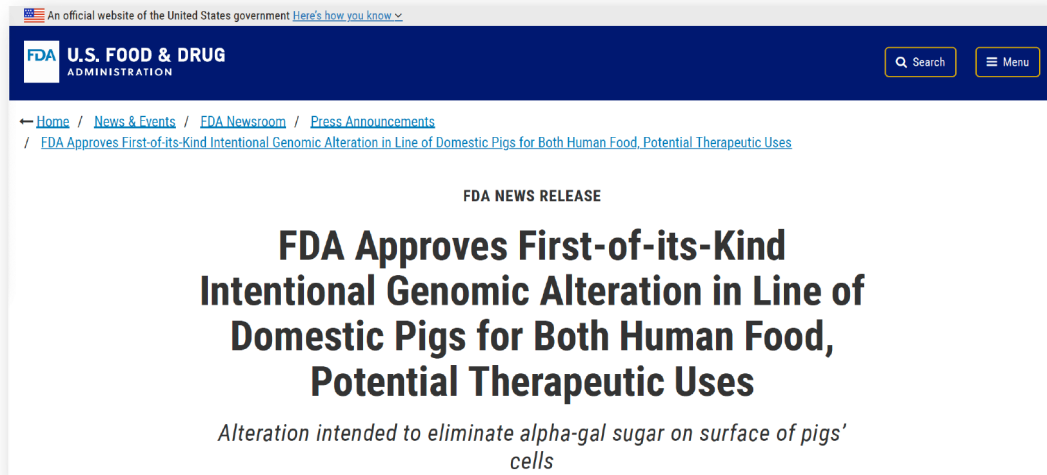 An official website of the United States government Here's how you know
FDA U.S. FOOD & DRUG
ADMINISTRATION
Search
Menu
Home / News & Events / FDA Newsroom / Press Announcements
/ FDA Approves First-of-its-Kind Intentional Genomic Alteration in Line of Domestic Pigs for Both Human Food, Potential Therapeutic Uses
FDA NEWS RELEASE
FDA Approves First-of-its-Kind
Intentional Genomic Alteration in Line of
Domestic Pigs for Both Human Food,
Potential Therapeutic Uses
Alteration intended to eliminate alpha-gal sugar on surface of pigs’
cells